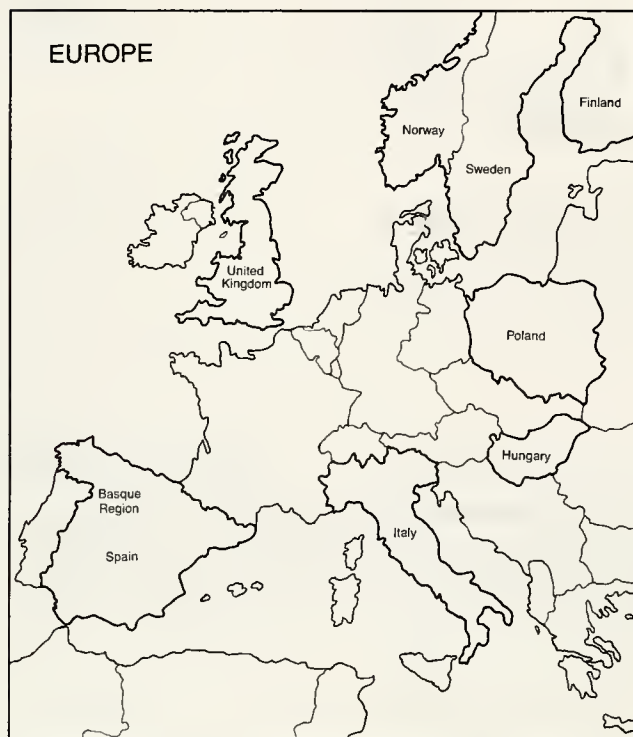 EUROPE
Finland
Norway
Sweden
United
Kingdom
Poland
Hungary
Basque
Region
Italy
Spain